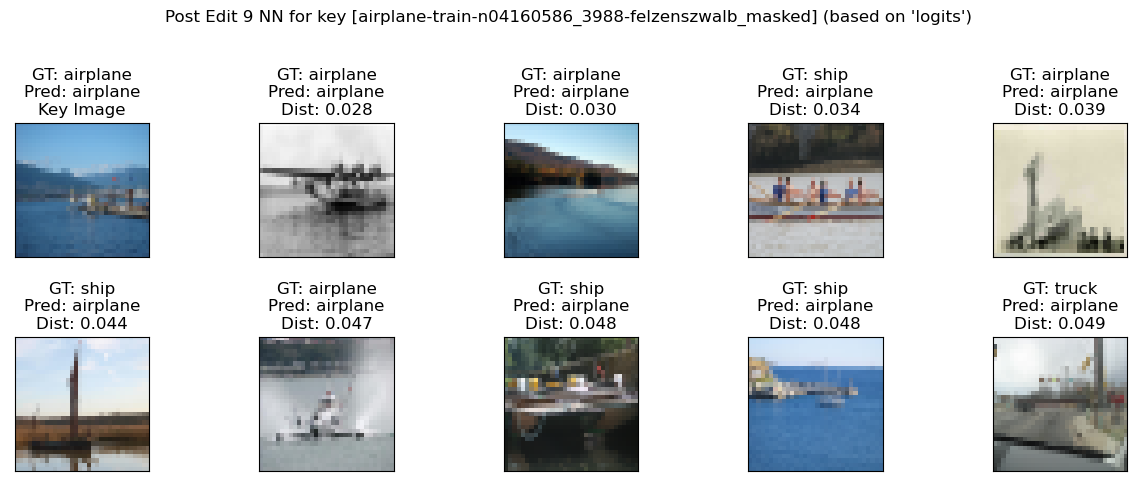 Post Edit 9 NN for key [airplane-train-n04160586_3988-felzenszwalb_masked] (based on 'logits')
GT: airplane
Pred: airplane
Key Image
GT: airplane
Pred: airplane
Dist: 0.028
GT: airplane
Pred: airplane
Dist: 0.030
GT: ship
Pred: airplane
Dist: 0.034
GT: airplane
Pred: airplane
Dist: 0.039
GT: ship
Pred: airplane
Dist: 0.044
GT: airplane
Pred: airplane
Dist: 0.047
GT: ship
Pred: airplane
Dist: 0.048
GT: ship
Pred: airplane
Dist: 0.048
GT: truck
Pred: airplane
Dist: 0.049